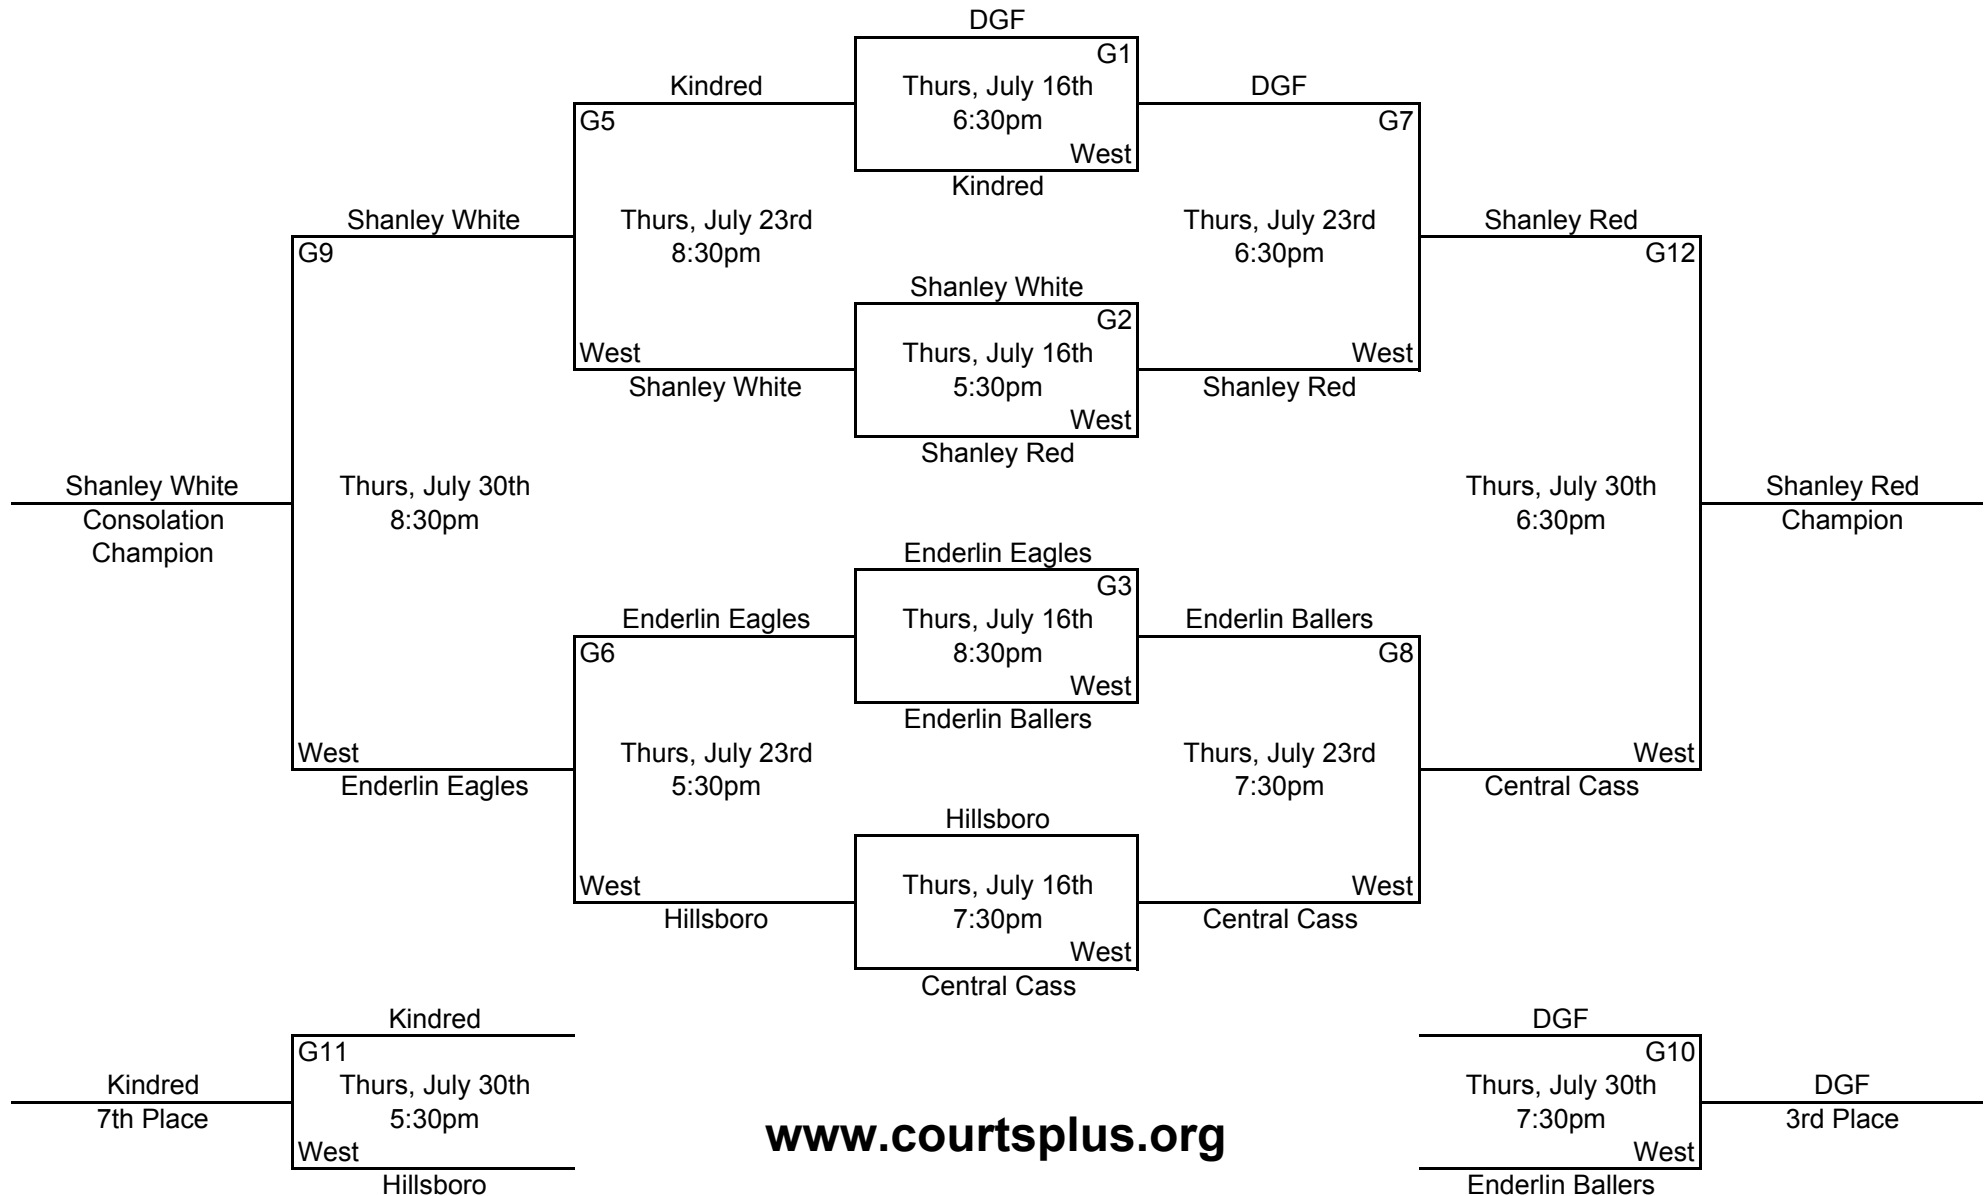 DGF
G1
Kindred
Thurs, July 16th
DGF
G5
6:30pm
G7
West
Kindred
Shanley White
Thurs, July 23rd
Thurs, July 23rd
Shanley Red
G9
8:30pm
6:30pm
G12
Shanley White
G2
West
Thurs, July 16th
West
Shanley White
5:30pm
Shanley Red
West
Shanley Red
Shanley White
Thurs, July 30th
Thurs, July 30th
Shanley Red
Consolation
8:30pm
6:30pm
Champion
Champion
Enderlin Eagles
G3
Enderlin Eagles
Thurs, July 16th
Enderlin Ballers
G6
8:30pm
G8
West
Enderlin Ballers
West
Thurs, July 23rd
Thurs, July 23rd
West
Enderlin Eagles
5:30pm
7:30pm
Central Cass
Hillsboro
West
Thurs, July 16th
West
Hillsboro
7:30pm
Central Cass
West
Central Cass
Kindred
DGF
G11
G10
Kindred
Thurs, July 30th
Thurs, July 30th
DGF
7th Place
5:30pm
www.courtsplus.org
7:30pm
3rd Place
West
West
Hillsboro
Enderlin Ballers